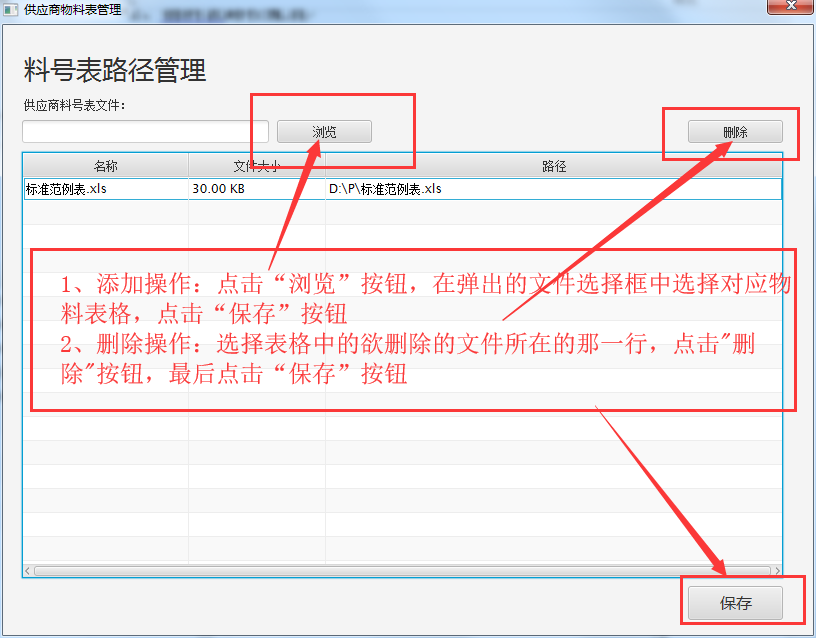 供应商物料表管理
料号表路径管理
供应商料号表文件:
浏览
删除
名称 文件大小 路径
标准范例表.xls 30.00 KB D:\P\标准范例表.xls
1、添加操作：点击“浏览”按钮，在弹出的文件选择框中选择对应物
料表格，点击“保存”按钮
2、删除操作：选择表格中的欲删除的文件所在的那一行，点击"删
除"按钮，最后点击“保存”按钮
保存